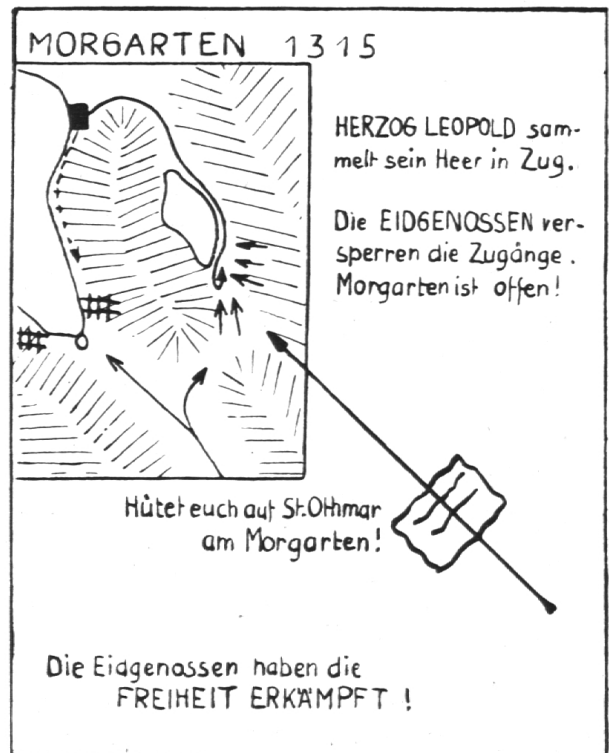 MORGARTEN 1315
HERZOG LEOPOLD sam-
melt sein Heer in Zug.
Die EIDGENOSSEN ver-
sperren die Zugänge.
Morgarten ist offen!
Hütet euch auf St. Othmar
am Morgarten!
Die Eidgenossen haben die
FREIHEIT ERKÄMPFT !